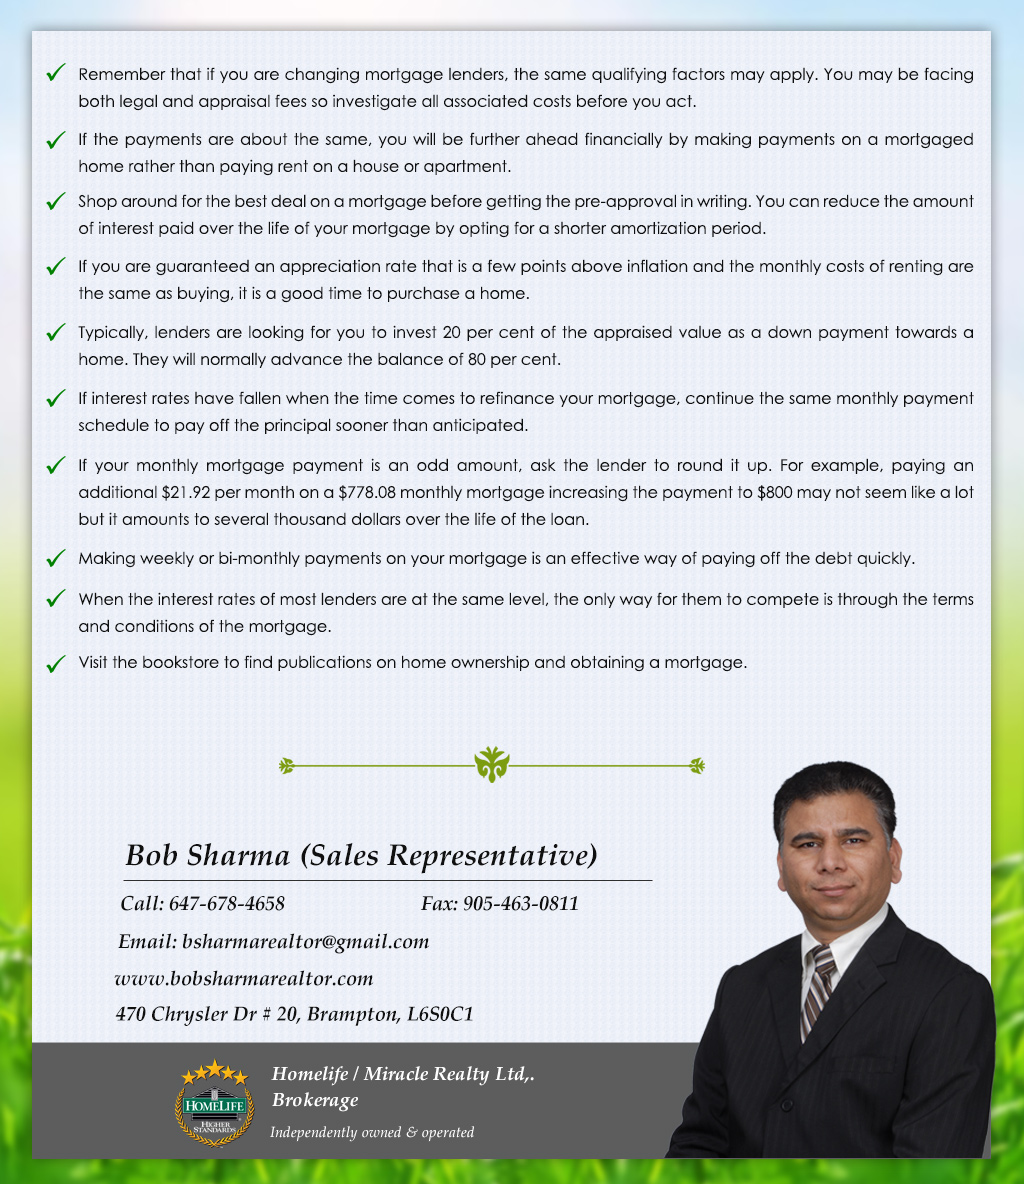 Remember that if you are changing mortgage lenders, the same qualifying factors may apply. You may be facing
both legal and appraisal fees so investigate all associated costs before you act.
If the payments are about the same, you will be further ahead financially by making payments on a mortgaged
home rather than paying rent on a house or apartment.
Shop around for the best deal on a mortgage before getting the pre-approval in writing. You can reduce the amount
of interest paid over the life of your mortgage by opting for a shorter amortization period.
If you are guaranteed an appreciation rate that is a few points above inflation and the monthly costs of renting are
the same as buying, it is a good time to purchase a home.
Typically, lenders are looking for you to invest 20 per cent of the appraised value as a down payment towards a
home. They will normally advance the balance of 80 per cent.
If interest rates have fallen when the time comes to refinance your mortgage, continue the same monthly payment
schedule to pay off the principal sooner than anticipated.
If your monthly mortgage payment is an odd amount, ask the lender to round it up. For example, paying an
additional $21.92 per month on a $778.08 monthly mortgage increasing the payment to $800 may not seem like a lot
but it amounts to several thousand dollars over the life of the loan.
Making weekly or bi-monthly payments on your mortgage is an effective way of paying off the debt quickly.
When the interest rates of most lenders are at the same level, the only way for them to compete is through the terms
and conditions of the mortgage.
Visit the bookstore to find publications on home ownership and obtaining a mortgage.
Bob Sharma (Sales Representative)
Call: 647-678-4658 Fax: 905-463-0811
Email: bsharmarealtor@gmail.com
www.bobsharmarealtor.com
470 Chrysler Dr # 20, Brampton, L6S0C1
Homelife / Miracle Realty Ltd,.
Brokerage
Independently owned & operated
HOMELIFE
HIGHER
STANDARDS